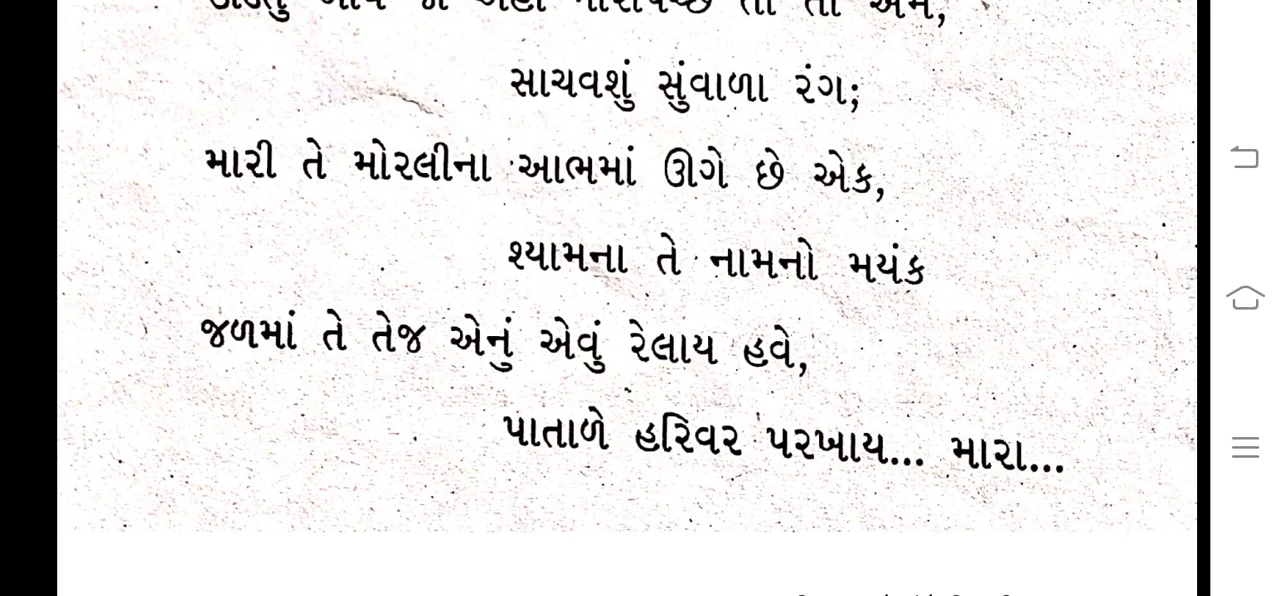 સાચવશું સુંવાળા રંગ;
મારી તે મોરલીના આભમાં ઊગે છે એક,
શ્યામના તે નામનો મયંક
જળમાં તે તેજ એનું એવું રેલાય હવે,
પાતાળે હરિવર પરખાય... મારા...